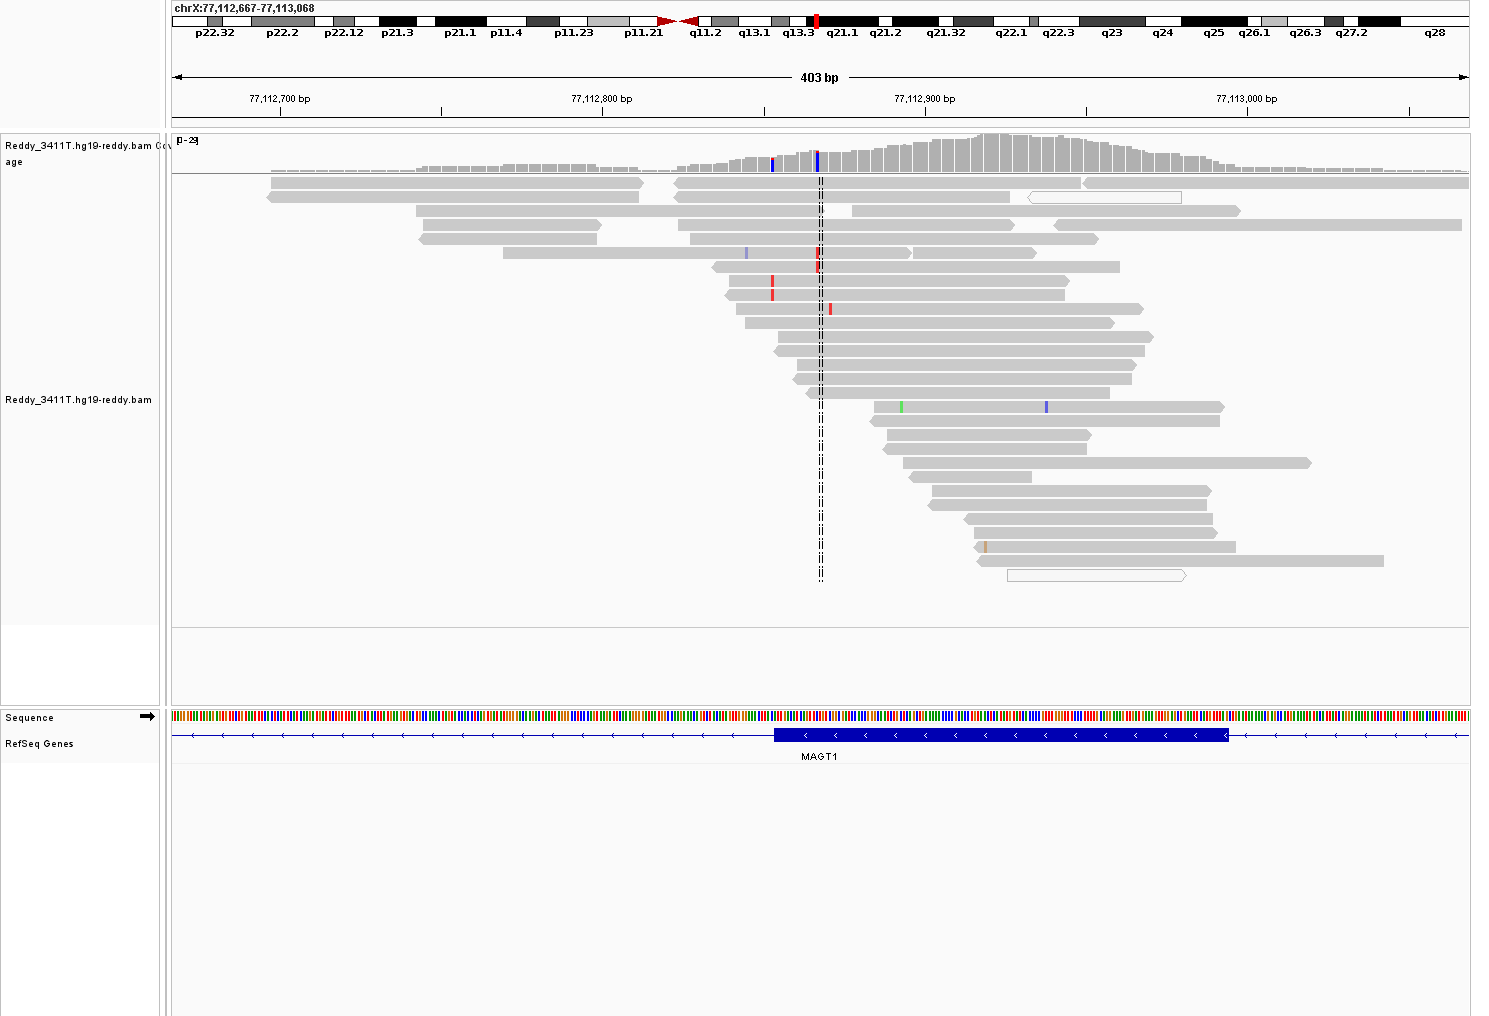 chrX:77,112,667-77,113,068
p22.32 p22.2 p22.12 p21.3 p21.1 p11.4 p11.23 p11.21 q11.2 q13.1 q13.3 q21.1 q21.2 q21.32 q22.1 q22.3 q23 q24 q25 q26.1 q26.3 q27.2 q28
403 bp
77,112,700 bp 77,112,800 bp 77,112,900 bp 77,113,000 bp
[0-29]
Reddy_3411T.hg19-reddy.bam Cov
age
Reddy_3411T.hg19-reddy.bam
Sequence
RefSeq Genes
MAGT1